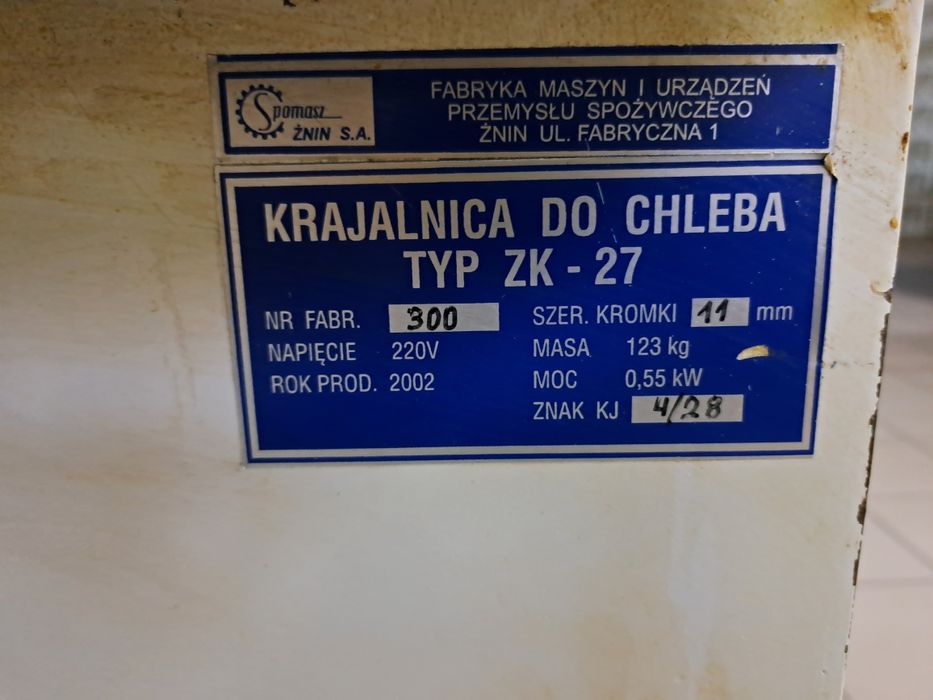 Spomasz
ŻNIN S.A.
FABRYKA MASZYN I URZĄDZEŃ
PRZEMYSŁU SPOŻYWCZEGO
ŻNIN UL. FABRYCZNA 1
KRAJALNICA DO CHLEBA
TYP ZK - 27
NR FABR. 300
NAPIĘCIE 220V
ROK PROD. 2002
SZER. KROMKI 11 mm
MASA 123 kg
MOC 0,55 kW
ZNAK KJ 4/28